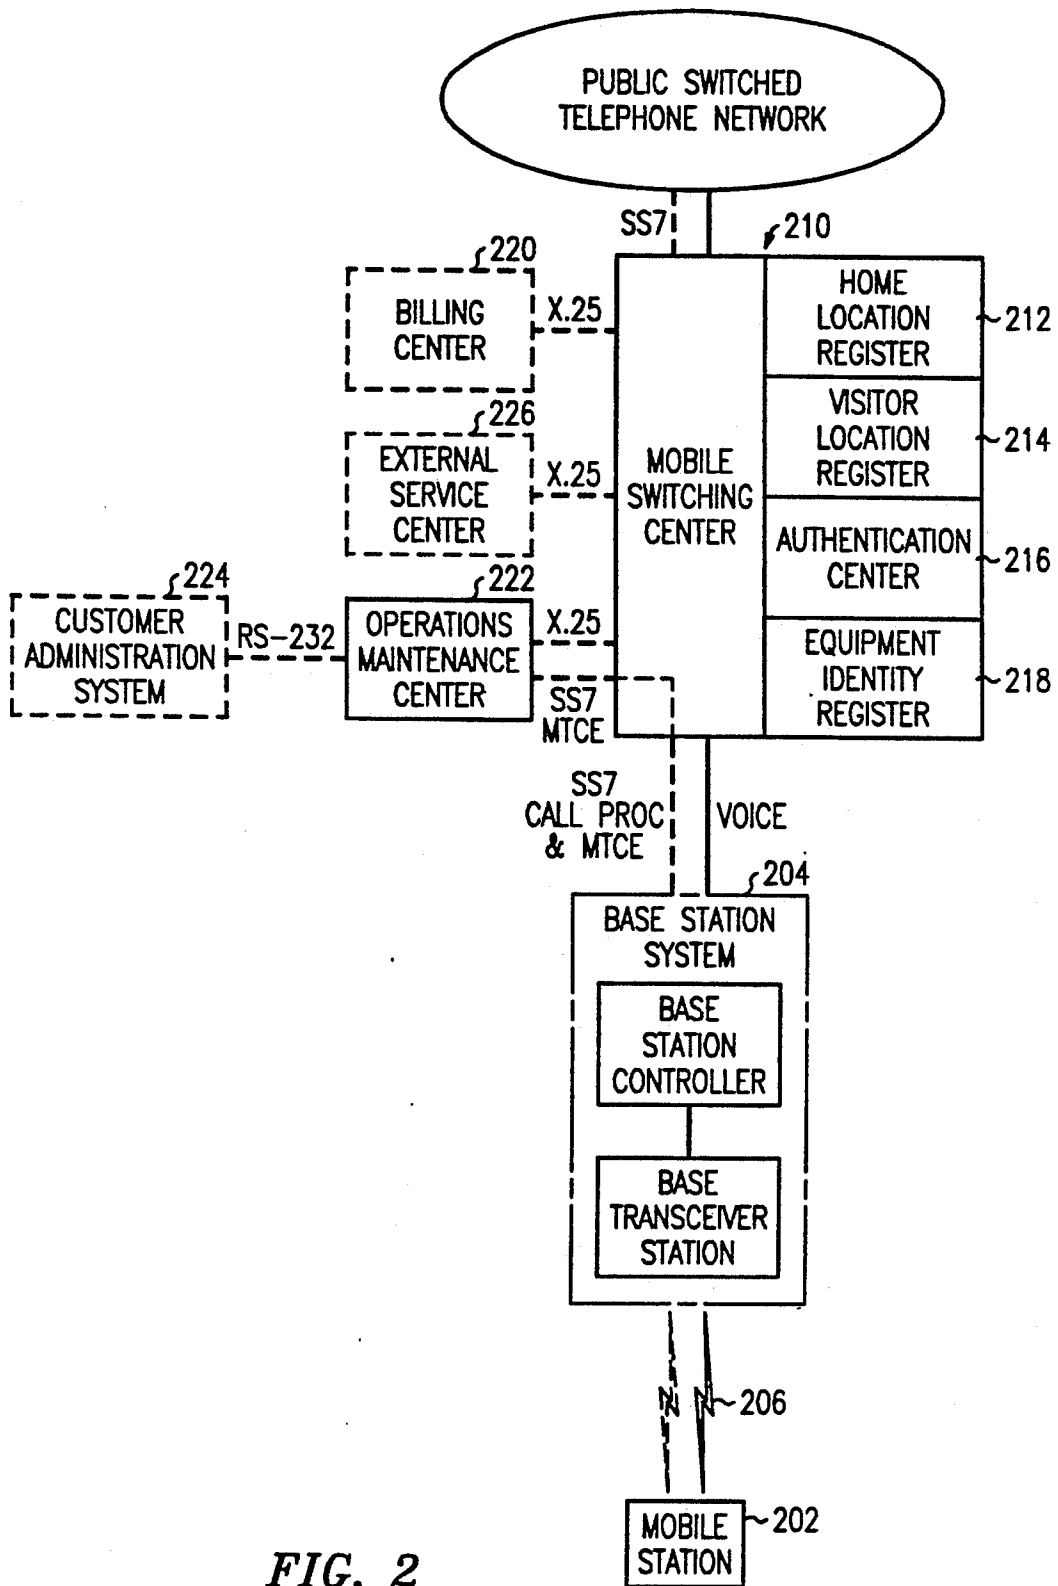 PUBLIC SWITCHED
TELEPHONE NETWORK
SS7
210
220
BILLING
CENTER
X.25
HOME
LOCATION
REGISTER
212
226
EXTERNAL
SERVICE
CENTER
X.25
MOBILE
SWITCHING
CENTER
VISITOR
LOCATION
REGISTER
214
AUTHENTICATION
CENTER
216
224
CUSTOMER
ADMINISTRATION
SYSTEM
RS-232
222
OPERATIONS
MAINTENANCE
CENTER
X.25
SS7
MTCE
EQUIPMENT
IDENTITY
REGISTER
218
SS7
CALL PROC
& MTCE
VOICE
204
BASE STATION
SYSTEM
BASE
STATION
CONTROLLER
BASE
TRANSCEIVER
STATION
206
MOBILE
STATION
202
FIG. 2